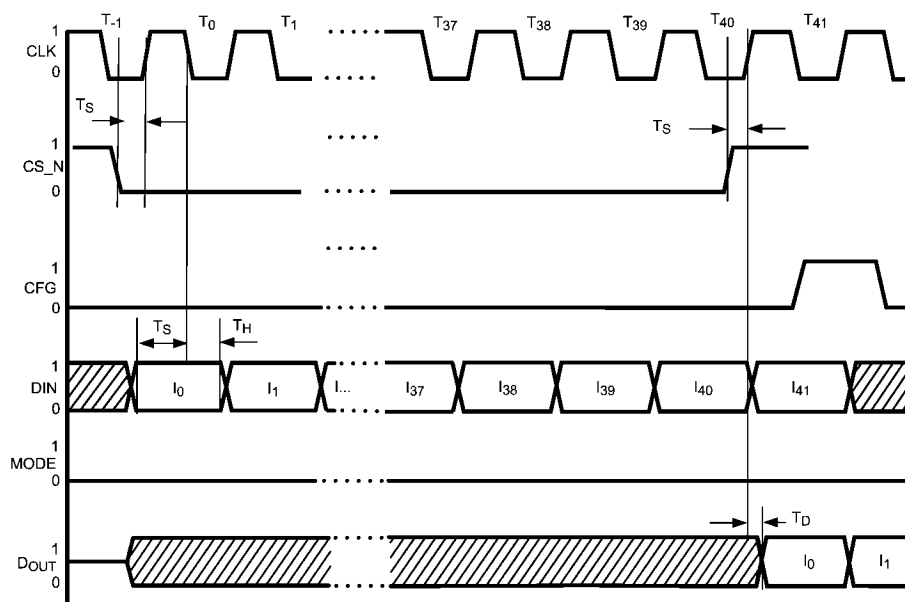 T-1 T0 T1 T37 T38 T39 T40 T41
1
CLK
0
TS TS
1
CS_N
0
1
CFG
0
TS TH
1
DIN
0
I0 I1 I... I37 I38 I39 I40 I41
1
MODE
0
TD
1
DOUT
0
I0 I1